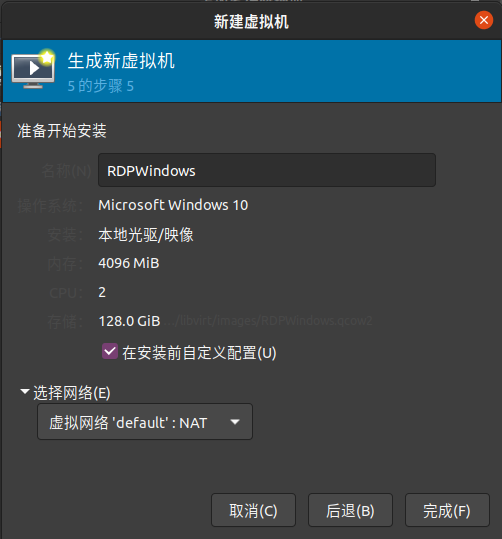 新建虚拟机
生成新虚拟机
5 的步骤 5
准备开始安装
名称(N) RDPWindows
操作系统： Microsoft Windows 10
安装： 本地光驱/映像
内存： 4096 MiB
CPU： 2
存储： 128.0 GiB /libvirt/images/RDPWindows.qcow2
在安装前自定义配置(U)
选择网络(E)
虚拟网络 'default' : NAT
取消(C) 后退(B) 完成(F)